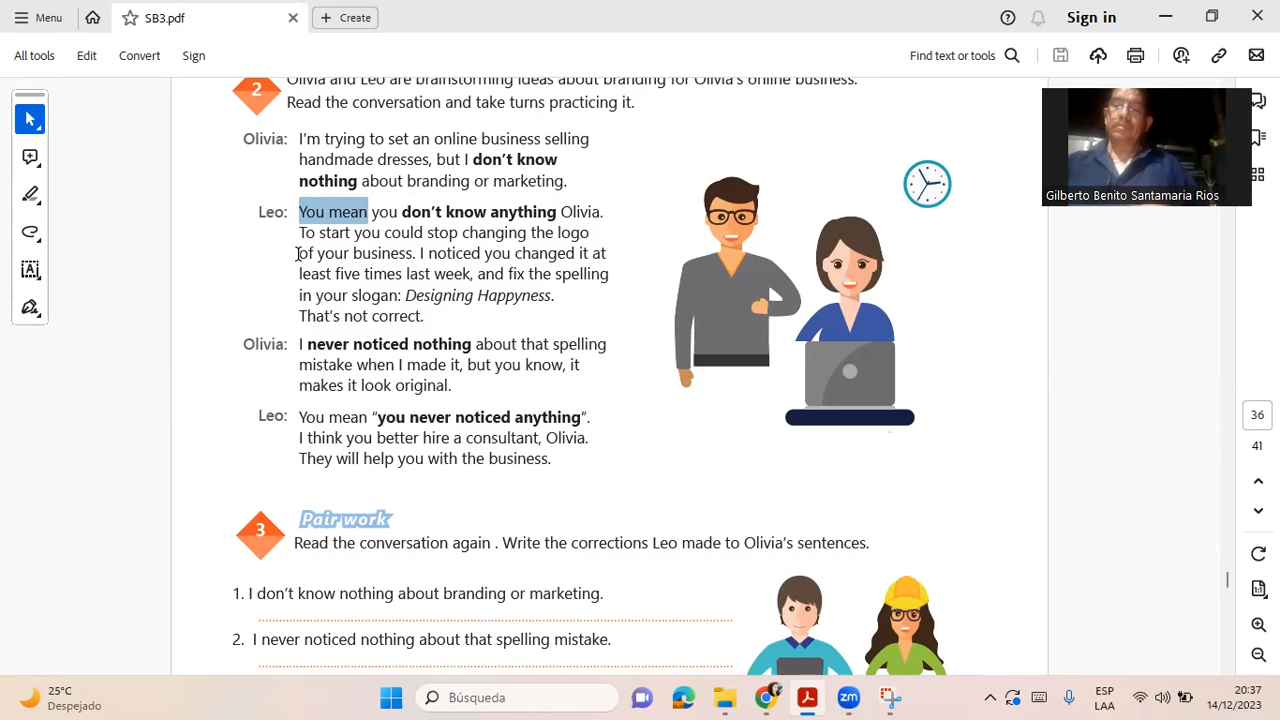 Menu
SB3.pdf
Create
Sign in
All tools
Edit
Convert
Sign
Find text or tools
2
Olivia and Leo are brainstorming ideas about branding for Olivia's online business.
Read the conversation and take turns practicing it.
Olivia: I'm trying to set an online business selling
handmade dresses, but I don't know
nothing about branding or marketing.
Leo: You mean you don't know anything Olivia.
To start you could stop changing the logo
of your business. I noticed you changed it at
least five times last week, and fix the spelling
in your slogan: Designing Happyness.
That's not correct.
Olivia: I never noticed nothing about that spelling
mistake when I made it, but you know, it
makes it look original.
Leo: You mean "you never noticed anything".
I think you better hire a consultant, Olivia.
They will help you with the business.
3
Pair work
Read the conversation again . Write the corrections Leo made to Olivia's sentences.
1. I don't know nothing about branding or marketing.
2. I never noticed nothing about that spelling mistake.
Gilberto Benito Santamaria Rios
36
41
25°C
Despejado
Búsqueda
zm
ESP
LAA
20:37
14/12/2023